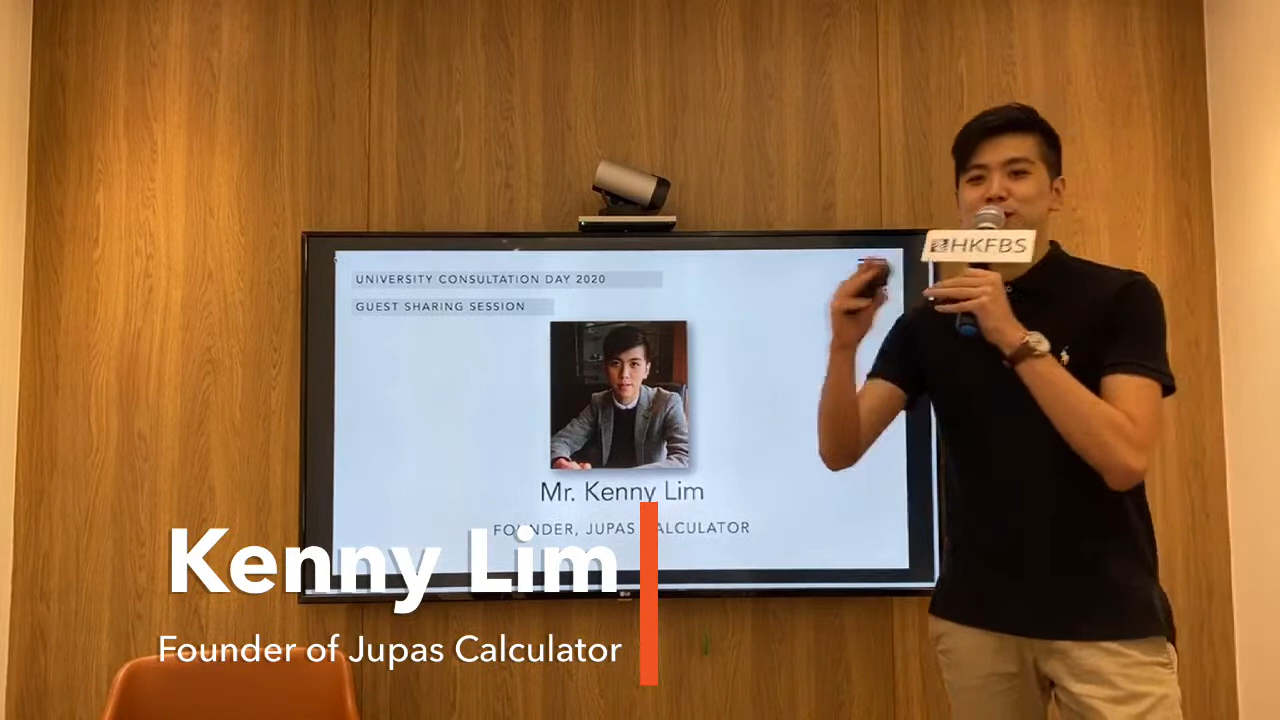 UNIVERSITY CONSULTATION DAY 2020
GUEST SHARING SESSION
HKFBS
Mr. Kenny Lim
FOUNDER, JUPAS CALCULATOR
Kenny Lim
Founder of Jupas Calculator
LG